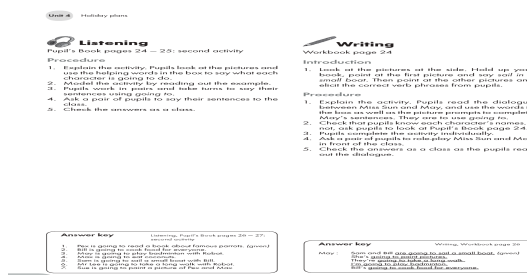 Unit 4 Holiday plans
Listening
Pupil's Book pages 24 – 25: second activity
Procedure
1. Explain the activity. Pupils look at the pictures and
use the helping words in the box to say what each
character is going to do.
2. Model the activity by reading out the example.
3. Pupils work in pairs and take turns to say their
sentences using going to.
4. Ask a pair of pupils to say their sentences to the
class.
5. Check the answers as a class.
Answer key Listening, Pupil's Book pages 26 – 27:
second activity
1. Pex is going to read a book about famous parrots. (given)
2. Bill is going to cook food for everyone.
3. May is going to play badminton with Robot.
4. Max is going to eat coconuts.
5. Sam is going to sail a small boat with Bill.
6. Mr Lee is going to take a long walk with Robot.
7. Sue is going to paint a picture of Pex and May.
Writing
Workbook page 24
Introduction
1. Look at the pictures at the side. Hold up you
book, point at the first picture and say sail in
small boat. Then point at the other pictures an
elicit the correct verb phrases from pupils.
Procedure
1. Explain the activity. Pupils read the dialogu
between Miss Sun and May, and use the words i
the box as well as the picture prompts to comple
May's sentences. They are to use going to.
2. Check that pupils know each character's names.
not, ask pupils to look at Pupil's Book page 24
3. Pupils complete the activity individually.
4. Ask a pair of pupils to role-play Miss Sun and Ma
in front of the class.
5. Check the answers as a class as the pupils rea
out the dialogue.
Answer key Writing, Workbook page 26
May: Sam and Bill are going to sail a small boat. (given)
She's going to paint pictures.
They're going to take a long walk.
I'm going to play badminton.
Bill's going to cook food for everyone.